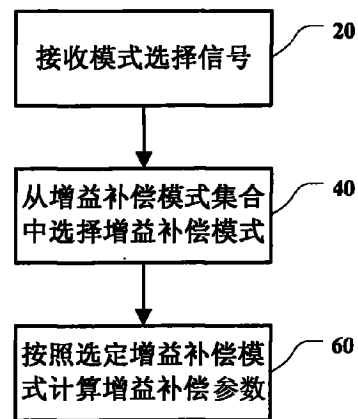 接收模式选择信号
20
从增益补偿模式集合
中选择增益补偿模式
40
按照选定增益补偿模
式计算增益补偿参数
60